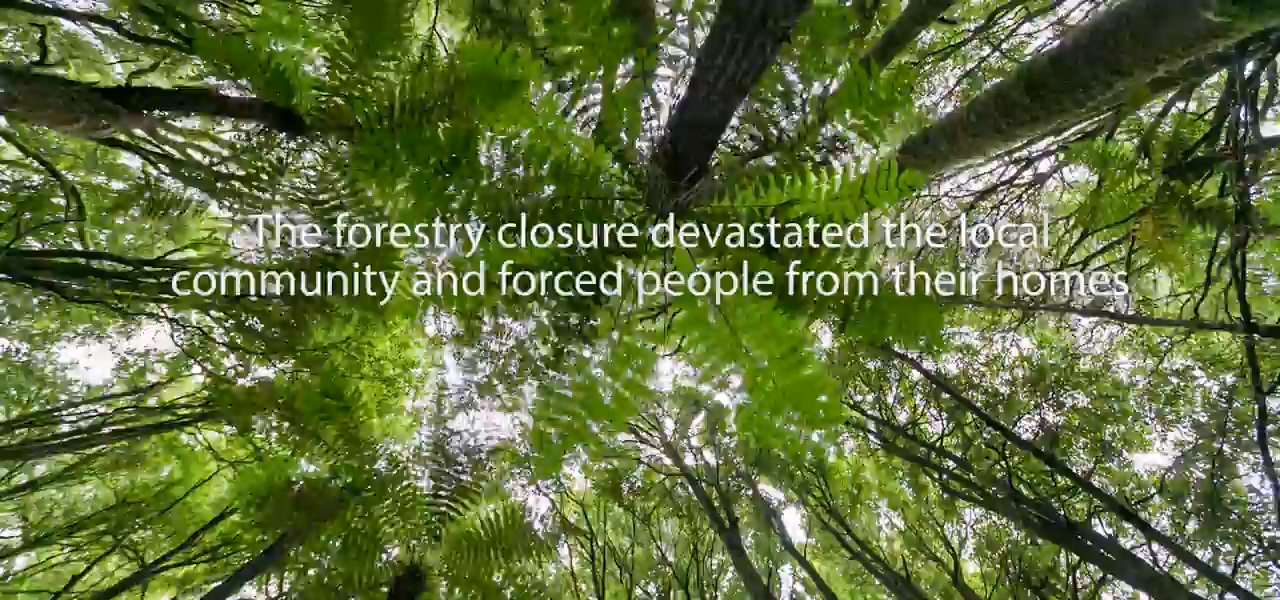 The forestry closure devastated the local
community and forced people from their homes